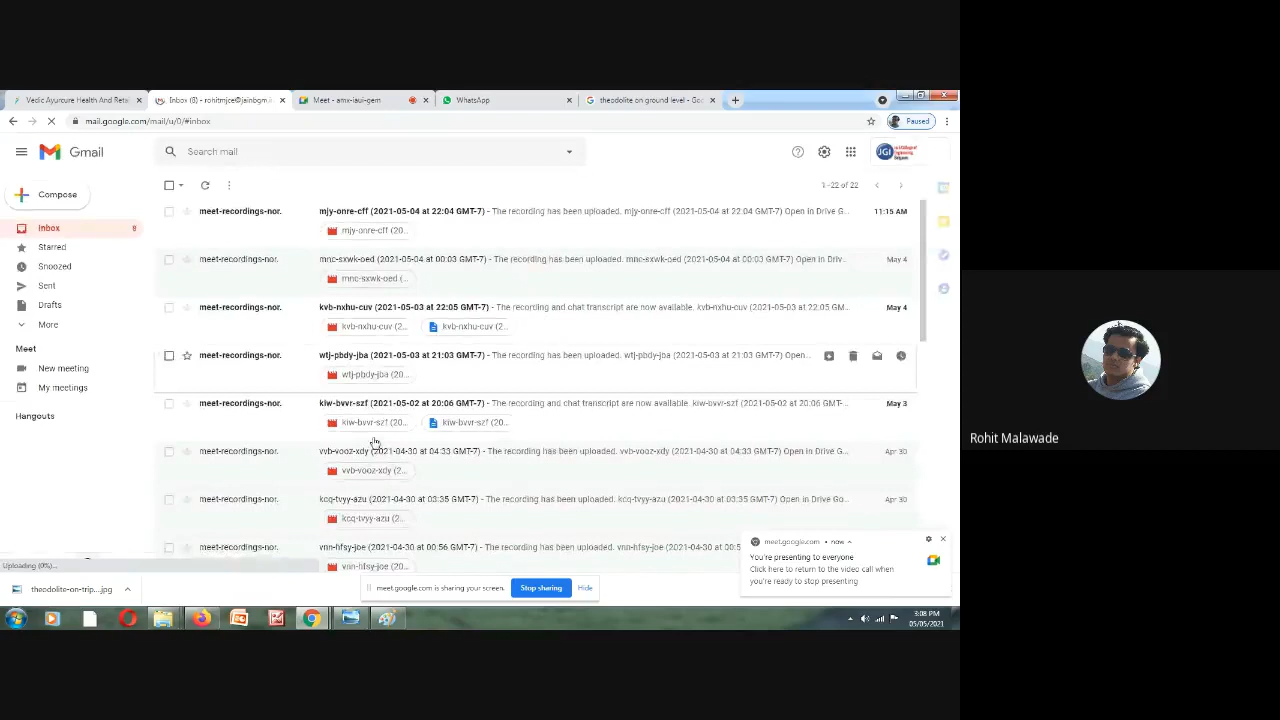 Vedic Ayurcure Health And Reta
Inbox (8) - rohitmjce@jainbgm.i
Meet - amx-iaui-gem
WhatsApp
theodolite on ground level - Go
mail.google.com/mail/u/0/#inbox
Paused
Gmail
Search mail
JGI
Compose
1-22 of 22
Inbox 8
Starred
Snoozed
Sent
Drafts
More
Meet
New meeting
My meetings
Hangouts
meet-recordings-nor. mjy-onre-cff (2021-05-04 at 22:04 GMT-7) - The recording has been uploaded. mjy-onre-cff (2021-05-04 at 22:04 GMT-7) Open in Drive G... 11:15 AM
mjy-onre-cff (20...
meet-recordings-nor. mnc-sxwk-oed (2021-05-04 at 00:03 GMT-7) - The recording has been uploaded. mnc-sxwk-oed (2021-05-04 at 00:03 GMT-7) Open in Driv... May 4
mnc-sxwk-oed (...
meet-recordings-nor. kvb-nxhu-cuv (2021-05-03 at 22:05 GMT-7) - The recording and chat transcript are now available. kvb-nxhu-cuv (2021-05-03 at 22:05 GM... May 4
kvb-nxhu-cuv (2... kvb-nxhu-cuv (2...
meet-recordings-nor. wtj-pbdy-jba (2021-05-03 at 21:03 GMT-7) - The recording has been uploaded. wtj-pbdy-jba (2021-05-03 at 21:03 GMT-7) Open...
wtj-pbdy-jba (20...
meet-recordings-nor. kiw-bvvr-szf (2021-05-02 at 20:06 GMT-7) - The recording and chat transcript are now available. kiw-bvvr-szf (2021-05-02 at 20:06 GMT-... May 3
kiw-bvvr-szf (20... kiw-bvvr-szf (20...
meet-recordings-nor. vvb-vooz-xdy (2021-04-30 at 04:33 GMT-7) - The recording has been uploaded. vvb-vooz-xdy (2021-04-30 at 04:33 GMT-7) Open in Drive G... Apr 30
vvb-vooz-xdy (2...
meet-recordings-nor. kcq-tvyy-azu (2021-04-30 at 03:35 GMT-7) - The recording has been uploaded. kcq-tvyy-azu (2021-04-30 at 03:35 GMT-7) Open in Drive Go... Apr 30
kcq-tvyy-azu (2...
meet-recordings-nor. vnn-hfsy-joe (2021-04-30 at 00:56 GMT-7) - The recording has been uploaded. vnn-hfsy-joe (2021-04-30 at 00:56 GMT-7)
vnn-hfsy-joe (20...
meet.google.com • now
You're presenting to everyone
Click here to return to the video call when
you're ready to stop presenting
Uploading (0%)...
theodolite-on-trip....jpg
meet.google.com is sharing your screen.
Stop sharing
Hide
3:08 PM
05/05/2021
Rohit Malawade